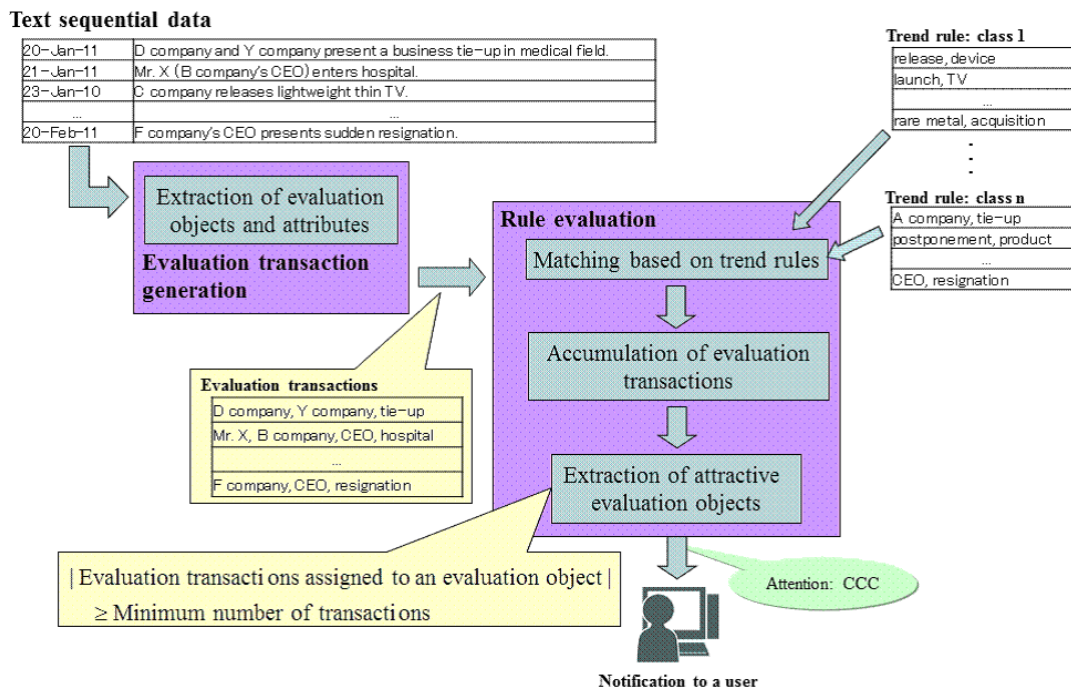 Text sequential data
20-Jan-11 D company and Y company present a business tie-up in medical field.
21-Jan-11 Mr. X (B company's CEO) enters hospital.
23-Jan-10 C company releases lightweight thin TV.
... ...
20-Feb-11 F company's CEO presents sudden resignation.
Trend rule: class 1
release, device
launch, TV
...
rare metal, acquisition
Trend rule: class n
A company, tie-up
postponement, product
...
CEO, resignation
Extraction of evaluation
objects and attributes
Evaluation transaction
generation
Rule evaluation
Matching based on trend rules
Accumulation of evaluation
transactions
Extraction of attractive
evaluation objects
Evaluation transactions
D company, Y company, tie-up
Mr. X, B company, CEO, hospital
...
F company, CEO, resignation
| Evaluation transactions assigned to an evaluation object |
≥ Minimum number of transactions
Attention: CCC
Notification to a user